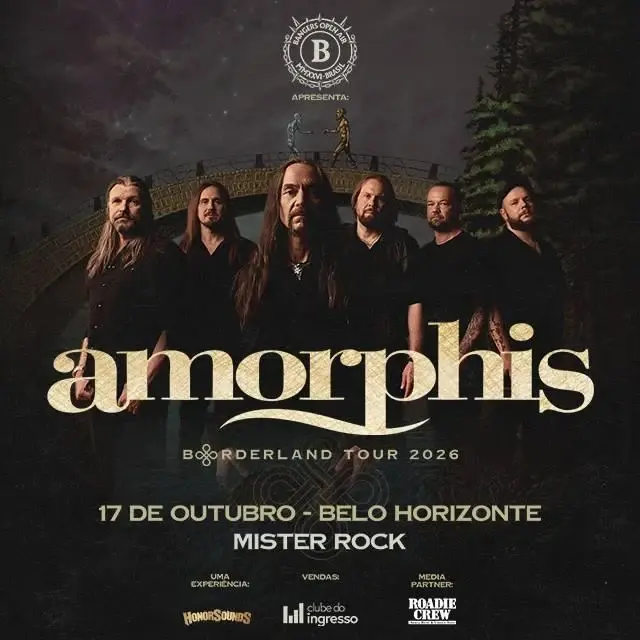 BANGERS OPEN AIR
B
MMXXVI - BRASIL
APRESENTA:
amorphis
BORDERLAND TOUR 2026
17 DE OUTUBRO - BELO HORIZONTE
MISTER ROCK
UMA
EXPERIÊNCIA:
HONORSOUNDS
VENDAS:
clube do
ingresso
MEDIA
PARTNER:
ROADIE
CREW